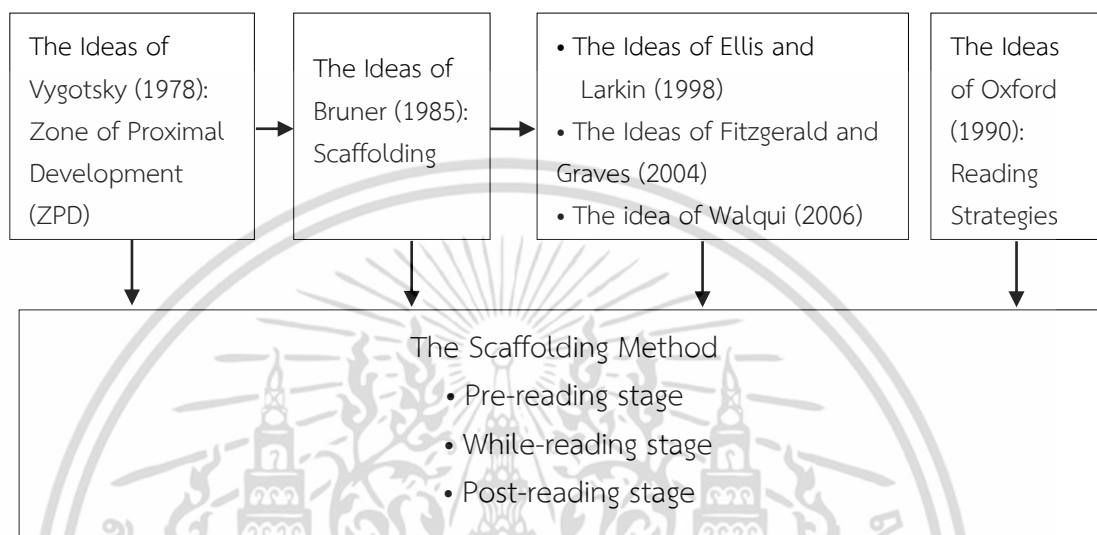 The Ideas of
Vygotsky (1978):
Zone of Proximal
Development
(ZPD)
The Ideas of
Bruner (1985):
Scaffolding
• The Ideas of Ellis and
Larkin (1998)
• The Ideas of Fitzgerald and
Graves (2004)
• The idea of Walqui (2006)
The Ideas
of Oxford
(1990):
Reading
Strategies
The Scaffolding Method
• Pre-reading stage
• While-reading stage
• Post-reading stage